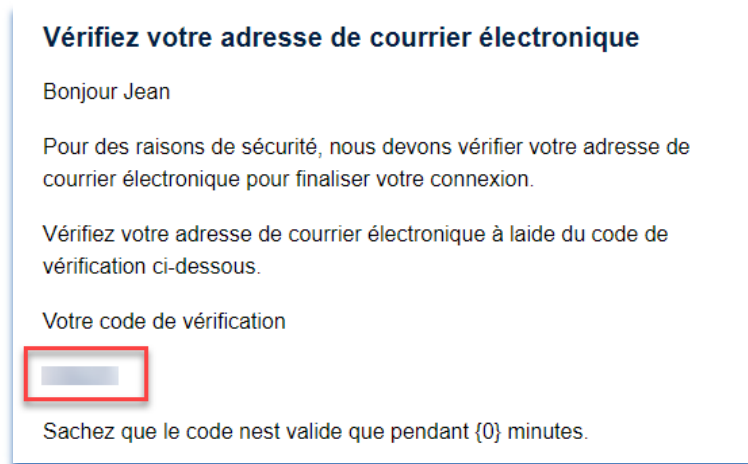 Vérifiez votre adresse de courrier électronique
Bonjour Jean
Pour des raisons de sécurité, nous devons vérifier votre adresse de
courrier électronique pour finaliser votre connexion.
Vérifiez votre adresse de courrier électronique à laide du code de
vérification ci-dessous.
Votre code de vérification
Sachez que le code nest valide que pendant {0} minutes.